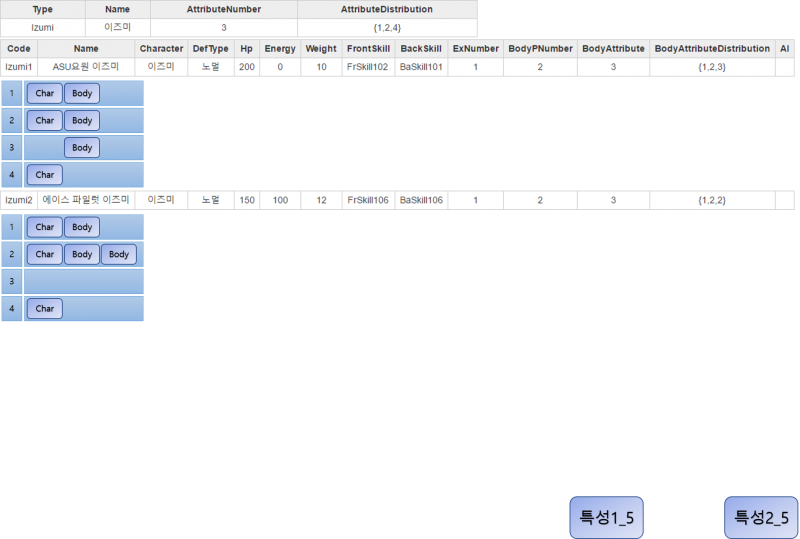 Type Name AttributeNumber AttributeDistribution
Izumi 이즈미 3 {1,2,4}
Code Name Character DefType Hp Energy Weight FrontSkill BackSkill ExNumber BodyPNumber BodyAttribute BodyAttributeDistribution AI
Izumi1 ASU요원 이즈미 이즈미 노멀 200 0 10 FrSkill102 BaSkill101 1 2 3 {1,2,3}
1 Char Body
2 Char Body
3 Body
4 Char
Izumi2 에이스 파일럿 이즈미 이즈미 노멀 150 100 12 FrSkill106 BaSkill106 1 2 3 {1,2,2}
1 Char Body
2 Char Body Body
3
4 Char
특성1_5 특성2_5